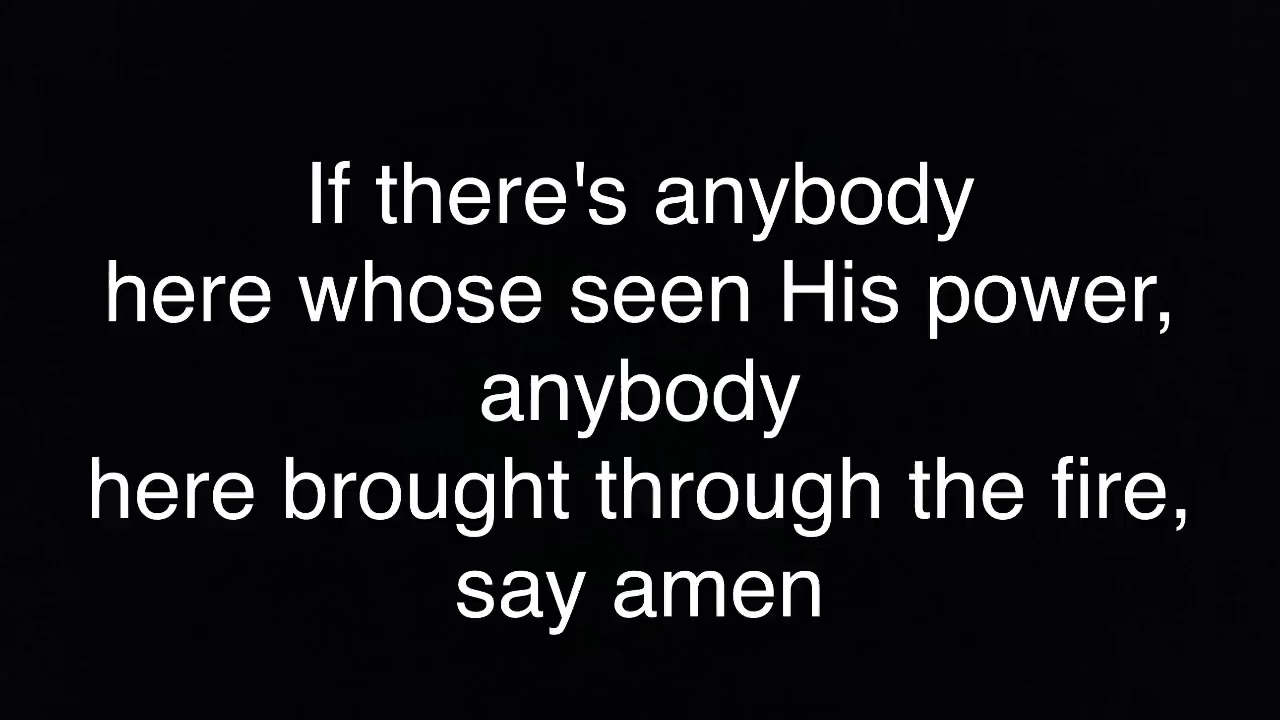 If there's anybody
here whose seen His power,
anybody
here brought through the fire,
say amen